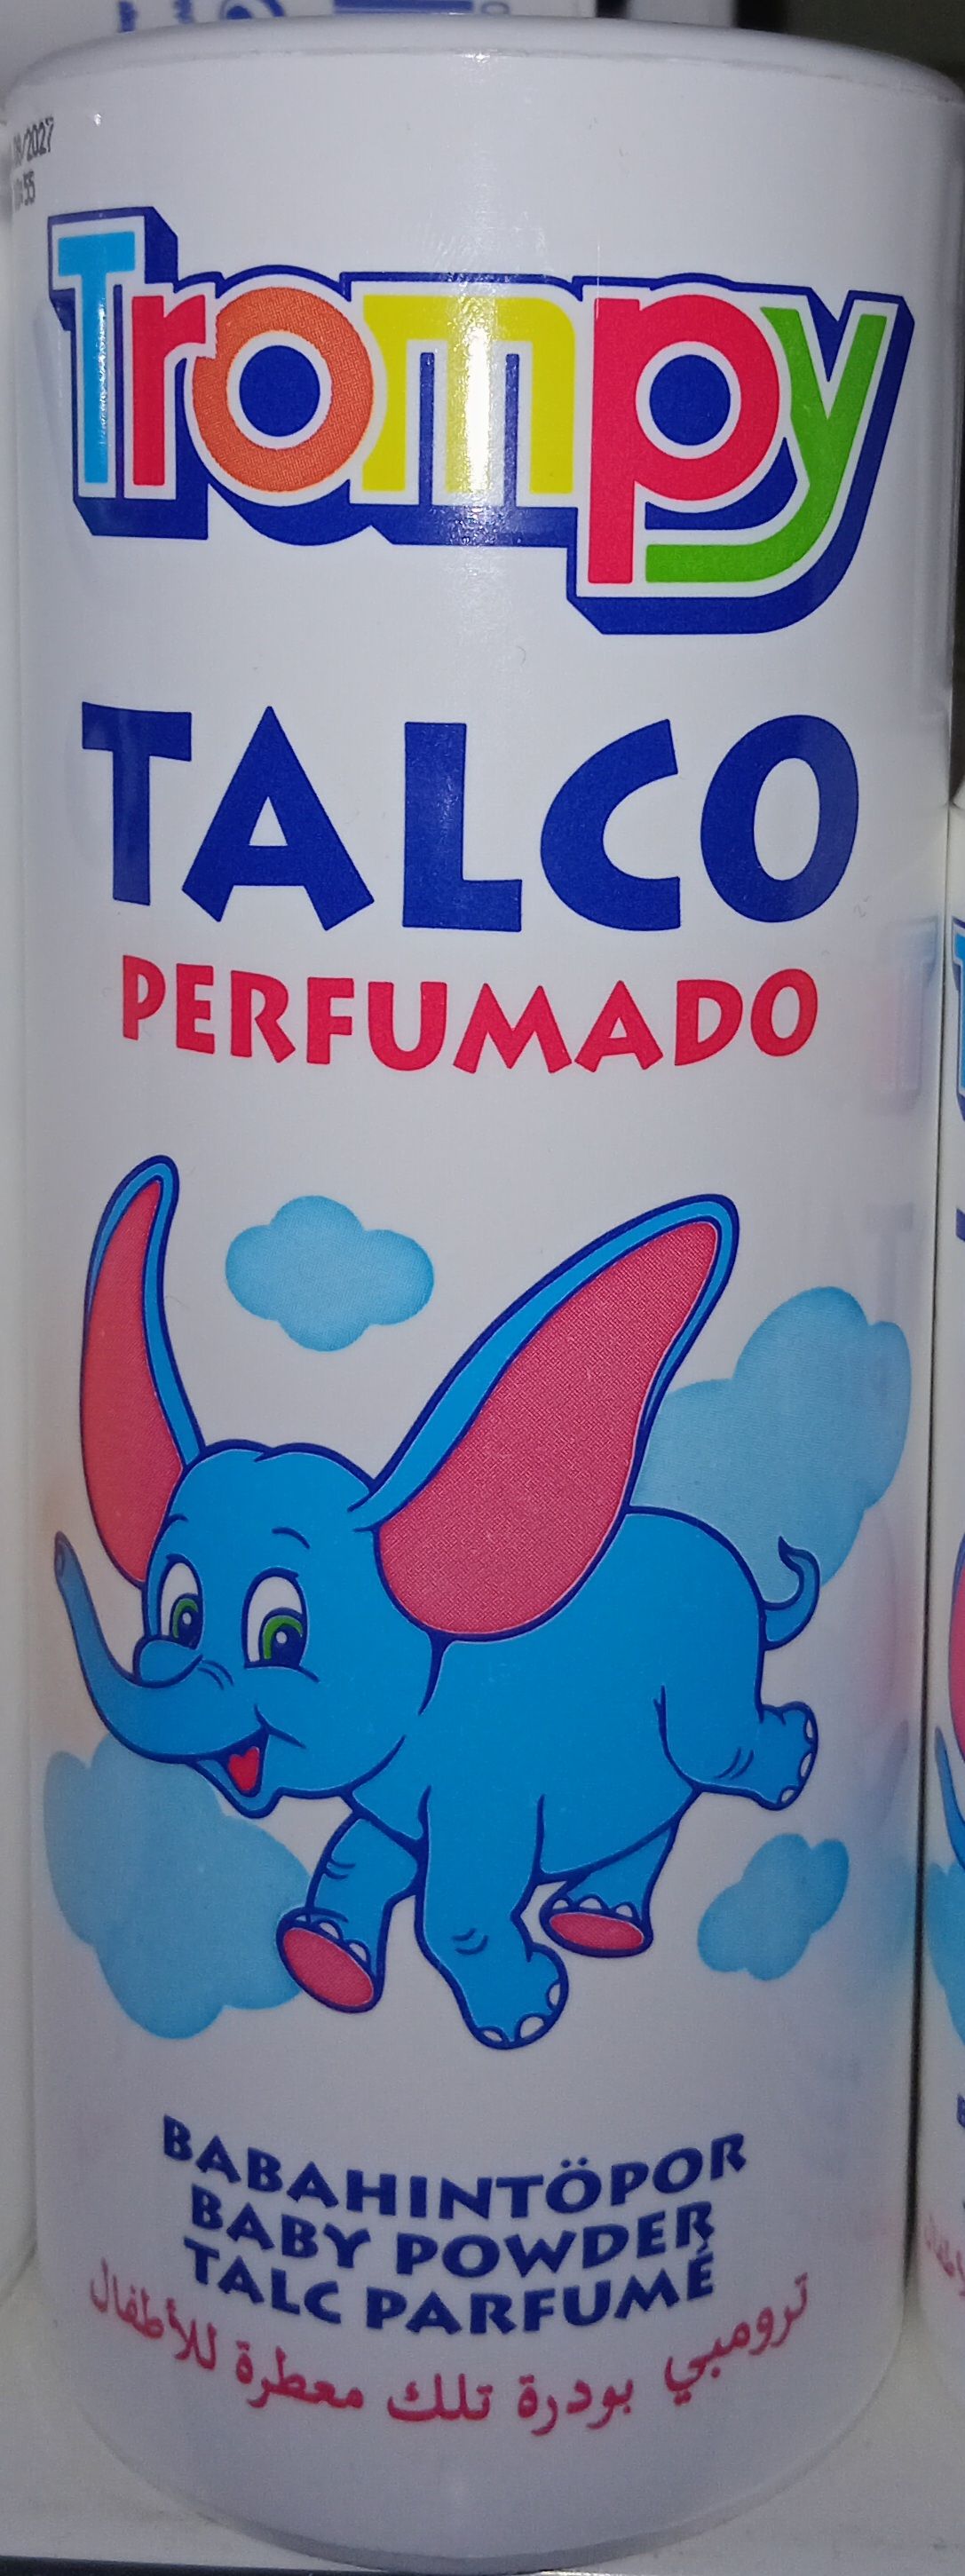 Trompy
TALCO
PERFUMADO
BABAHINTÖPOR
BABY POWDER
TALC PARFUMÉ
ترومبي بودرة تلك معطرة للأطفال